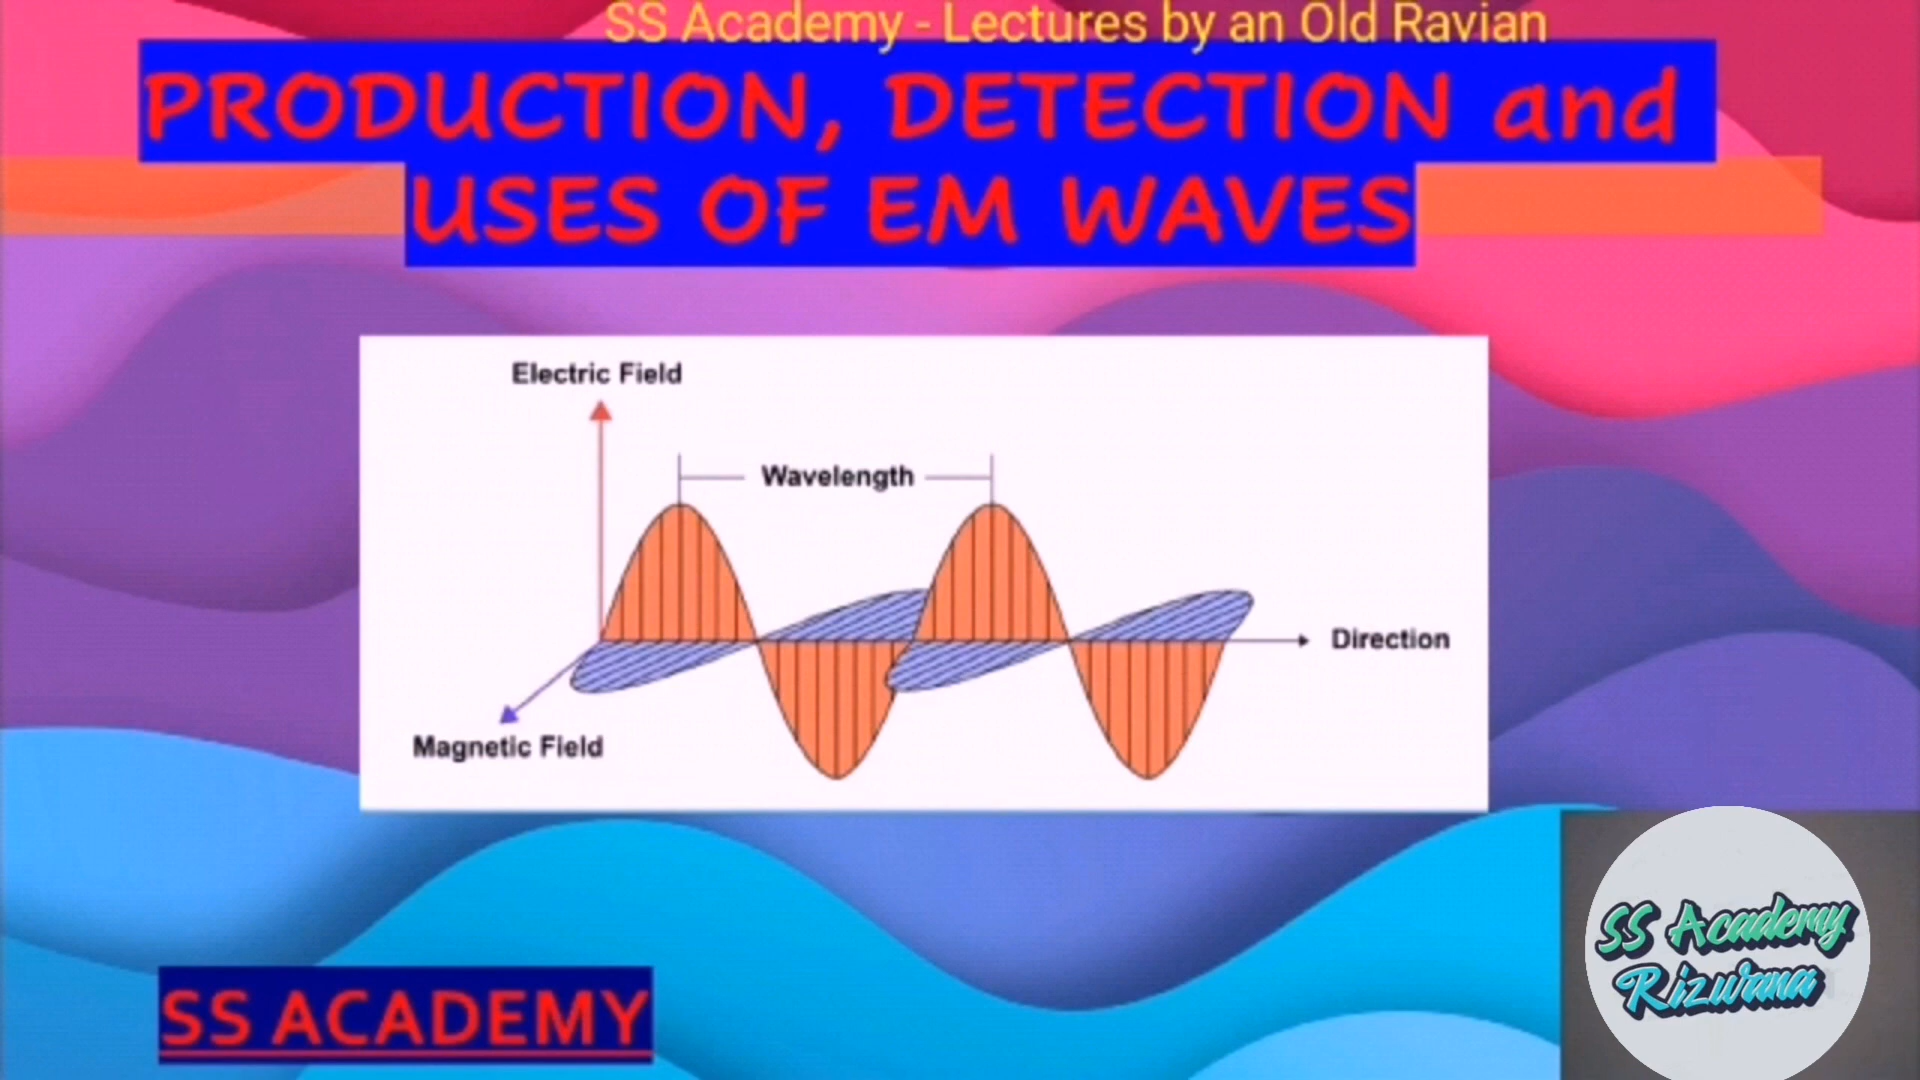 SS Academy - Lectures by an Old Ravian
PRODUCTION, DETECTION and
USES OF EM WAVES
Electric Field
Wavelength
Direction
Magnetic Field
SS Academy
Rizwana
SS ACADEMY